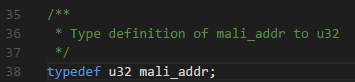 35 /**
36  * Type definition of mali_addr to u32
37  */
38 typedef u32 mali_addr;